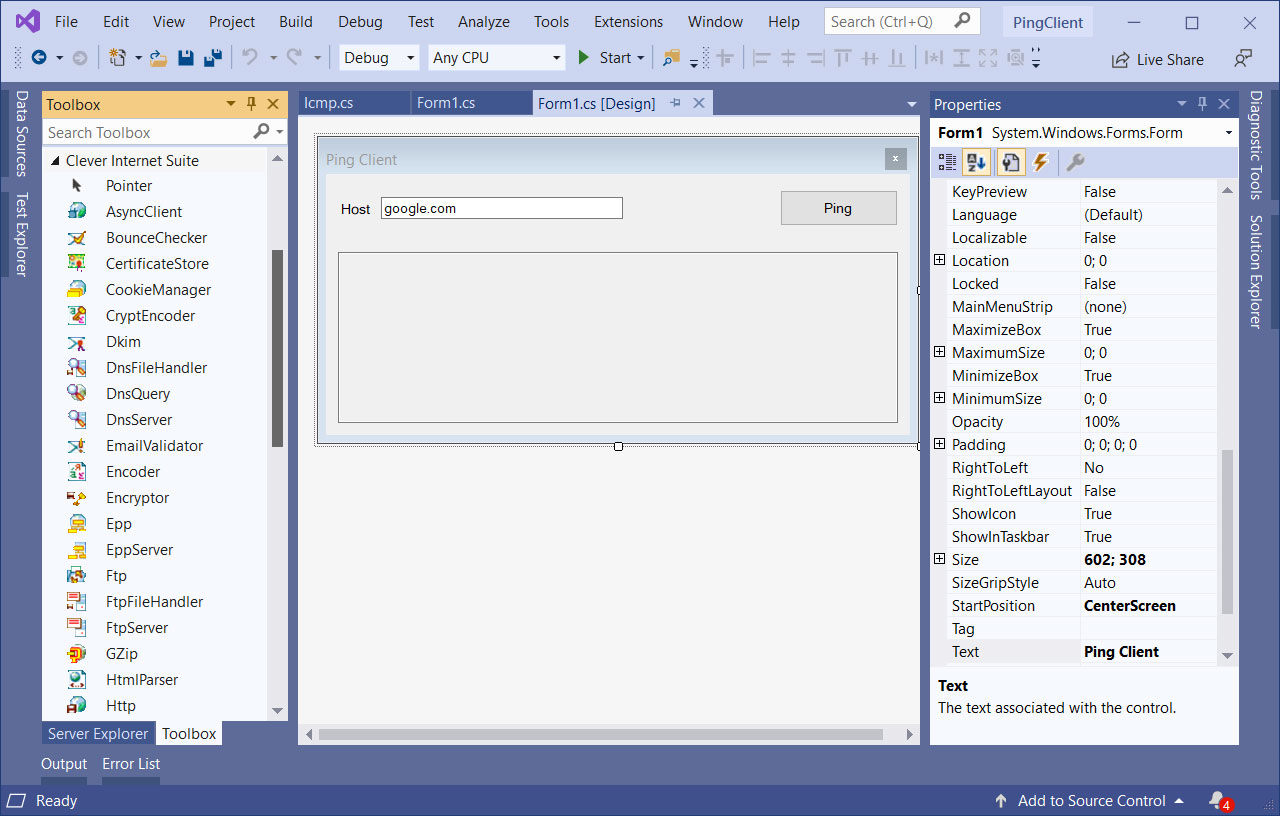 File Edit View Project Build Debug Test Analyze Tools Extensions Window Help Search (Ctrl+Q) PingClient
Debug Any CPU Start Live Share
Data Sources
Test Explorer
Toolbox
Search Toolbox
Clever Internet Suite
Pointer
AsyncClient
BounceChecker
CertificateStore
CookieManager
CryptEncoder
Dkim
DnsFileHandler
DnsQuery
DnsServer
EmailValidator
Encoder
Encryptor
Epp
EppServer
Ftp
FtpFileHandler
FtpServer
GZip
HtmlParser
Http
Server Explorer Toolbox
Icmp.cs Form1.cs Form1.cs [Design]
Ping Client x
Host google.com Ping
Properties
Form1 System.Windows.Forms.Form
KeyPreview False
Language (Default)
Localizable False
Location 0; 0
Locked False
MainMenuStrip (none)
MaximizeBox True
MaximumSize 0; 0
MinimizeBox True
MinimumSize 0; 0
Opacity 100%
Padding 0; 0; 0; 0
RightToLeft No
RightToLeftLayout False
ShowIcon True
ShowInTaskbar True
Size 602; 308
SizeGripStyle Auto
StartPosition CenterScreen
Tag
Text Ping Client
Text
The text associated with the control.
Diagnostic Tools
Solution Explorer
Output Error List
Ready Add to Source Control 4